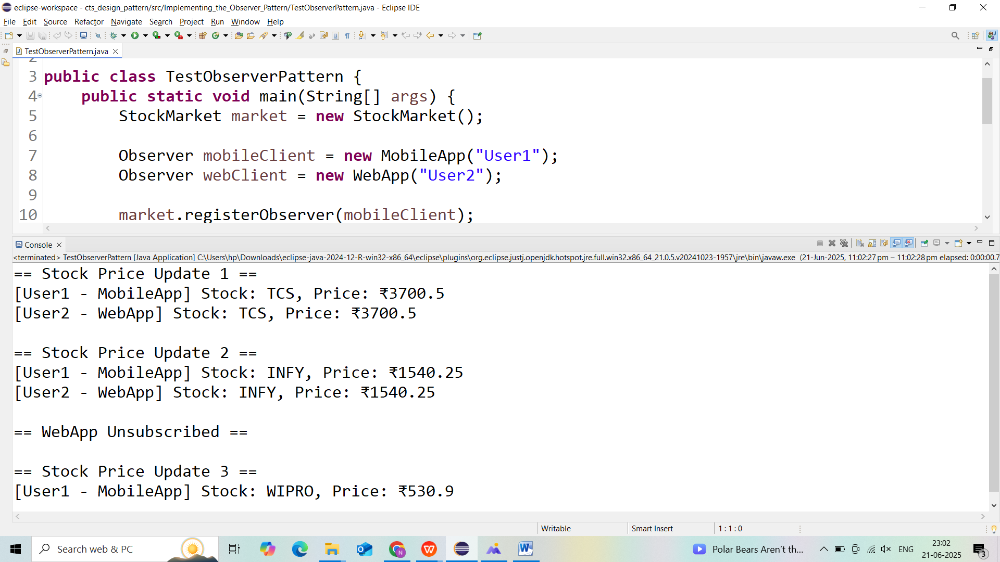 eclipse-workspace - cts_design_pattern/src/Implementing_the_Observer_Pattern/TestObserverPattern.java - Eclipse IDE
File Edit Source Refactor Navigate Search Project Run Window Help
TestObserverPattern.java
2
3 public class TestObserverPattern {
4 public static void main(String[] args) {
5 StockMarket market = new StockMarket();
6
7 Observer mobileClient = new MobileApp("User1");
8 Observer webClient = new WebApp("User2");
9
10 market.registerObserver(mobileClient);
Console
<terminated> TestObserverPattern [Java Application] C:\Users\hp\Downloads\eclipse-java-2024-12-R-win32-x86_64\eclipse\plugins\org.eclipse.justj.openjdk.hotspot.jre.full.win32.x86_64_21.0.5.v20241023-1957\jre\bin\javaw.exe (21-Jun-2025, 11:02:27 pm – 11:02:28 pm elapsed: 0:00:00.7
== Stock Price Update 1 ==
[User1 - MobileApp] Stock: TCS, Price: ₹3700.5
[User2 - WebApp] Stock: TCS, Price: ₹3700.5
== Stock Price Update 2 ==
[User1 - MobileApp] Stock: INFY, Price: ₹1540.25
[User2 - WebApp] Stock: INFY, Price: ₹1540.25
== WebApp Unsubscribed ==
== Stock Price Update 3 ==
[User1 - MobileApp] Stock: WIPRO, Price: ₹530.9
Writable Smart Insert 1 : 1 : 0
Search web & PC
Polar Bears Aren't th...
ENG
23:02
21-06-2025
3